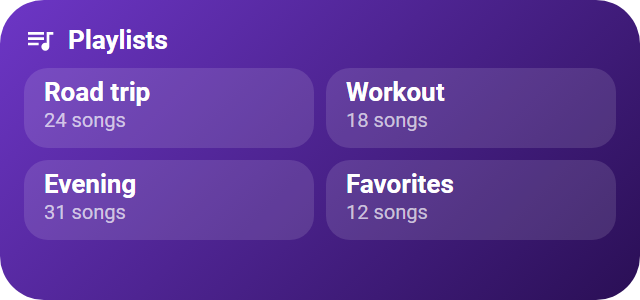 Playlists
Road trip
24 songs
Workout
18 songs
Evening
31 songs
Favorites
12 songs